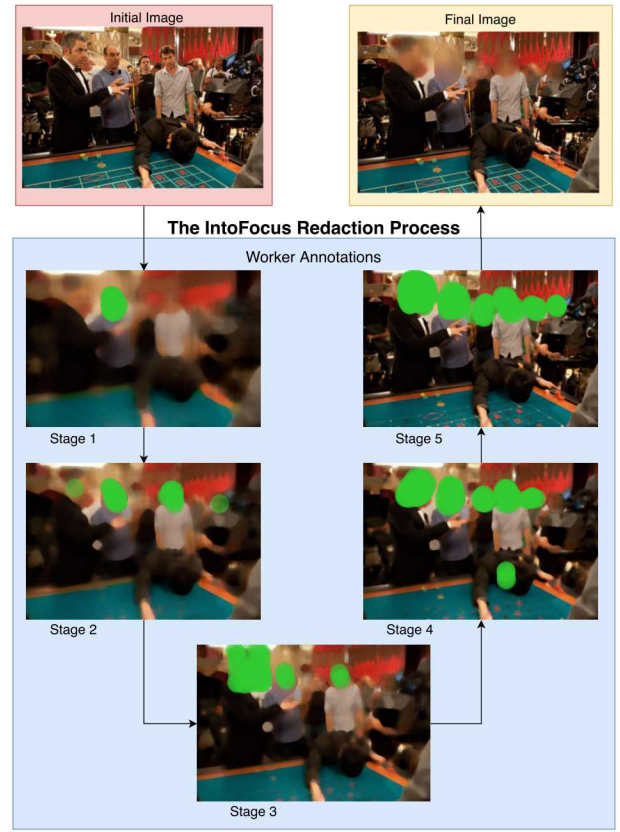 Initial Image
Final Image
The IntoFocus Redaction Process
Worker Annotations
Stage 1
Stage 5
Stage 2
Stage 4
Stage 3